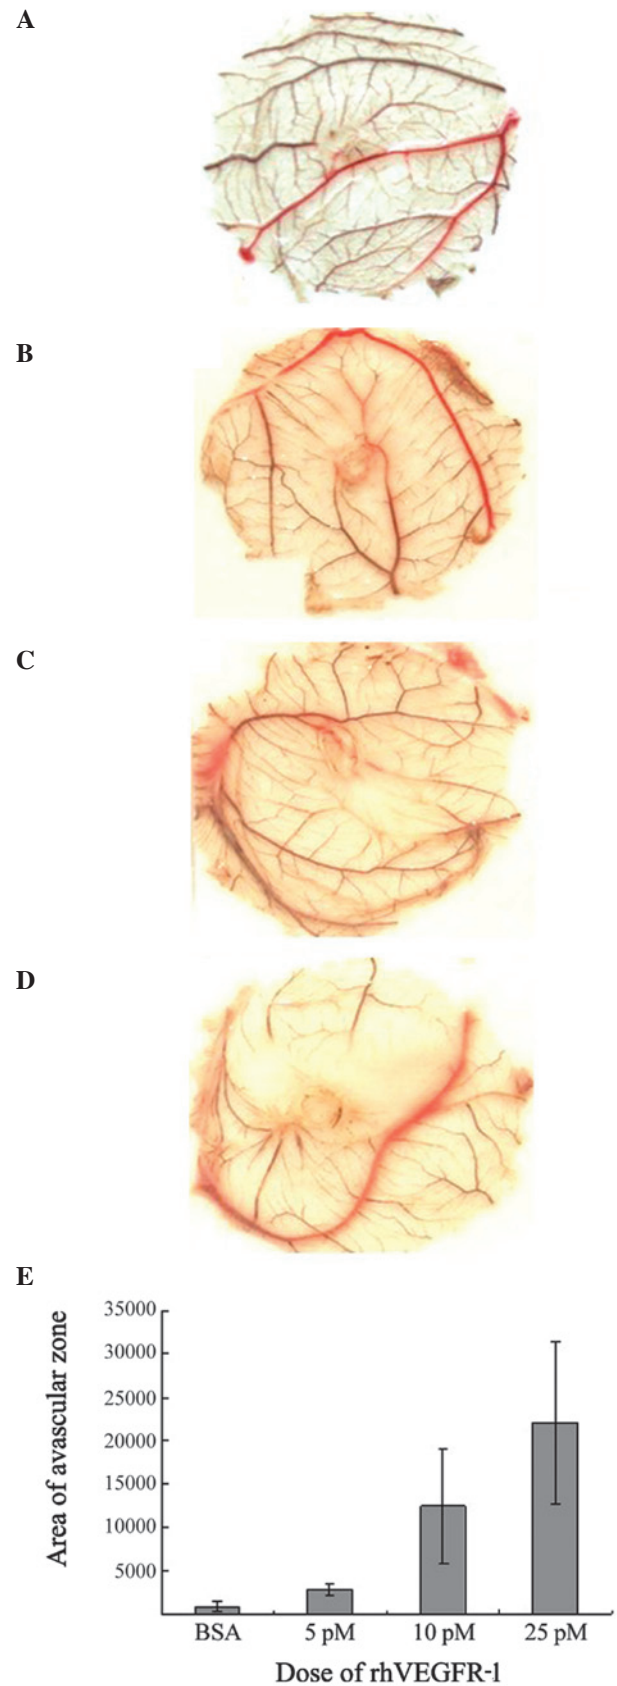 A
B
C
D
E
Area of avascular zone
35000
30000
25000
20000
15000
10000
5000
BSA 5 pM 10 pM 25 pM
Dose of rhVEGFR-1